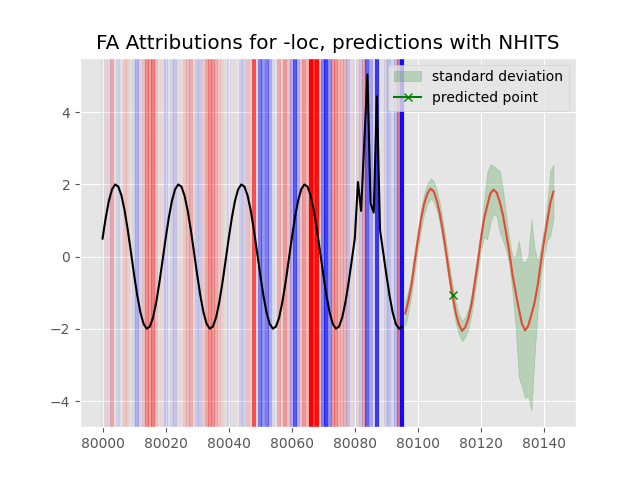 FA Attributions for -loc, predictions with NHITS
standard deviation
predicted point
4
2
0
−2
−4
80000 80020 80040 80060 80080 80100 80120 80140